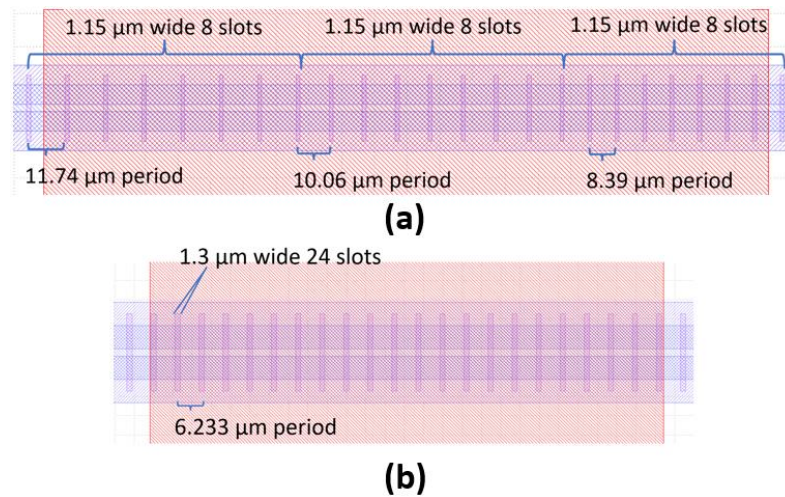 1.15 μm wide 8 slots 1.15 μm wide 8 slots 1.15 μm wide 8 slots
11.74 μm period 10.06 μm period 8.39 μm period
(a)
1.3 μm wide 24 slots
6.233 μm period
(b)